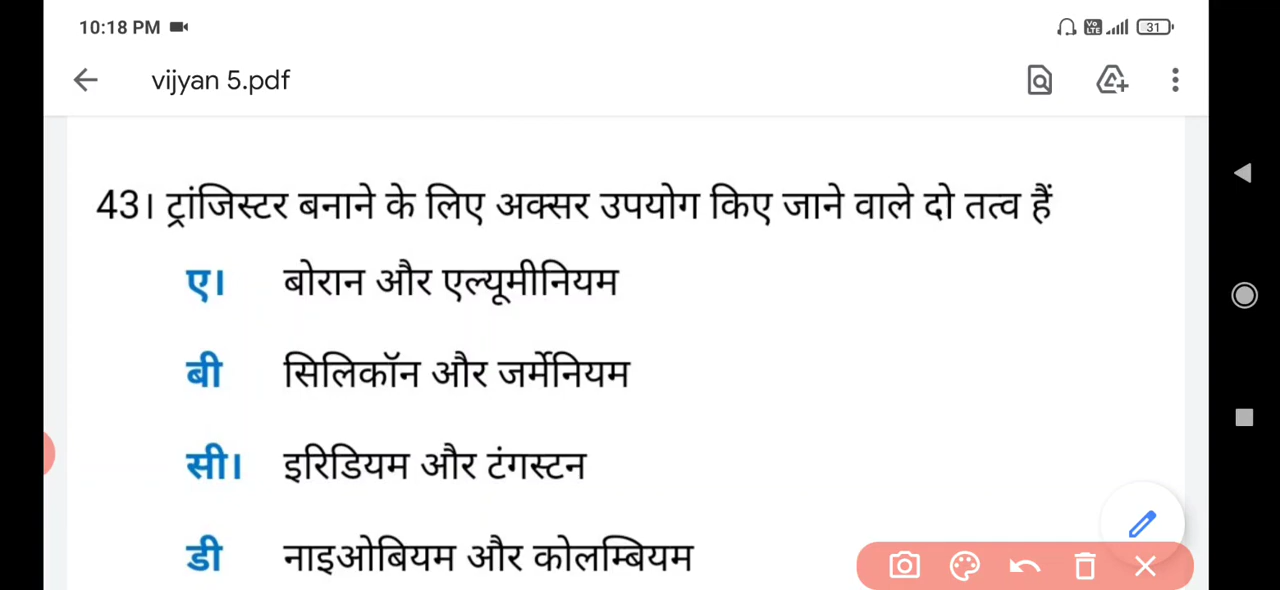 10:18 PM VoLTE 31
vijyan 5.pdf
43। ट्रांजिस्टर बनाने के लिए अक्सर उपयोग किए जाने वाले दो तत्व हैं
ए। बोरान और एल्यूमीनियम
बी सिलिकॉन और जर्मेनियम
सी। इरिडियम और टंगस्टन
डी नाइओबियम और कोलम्बियम